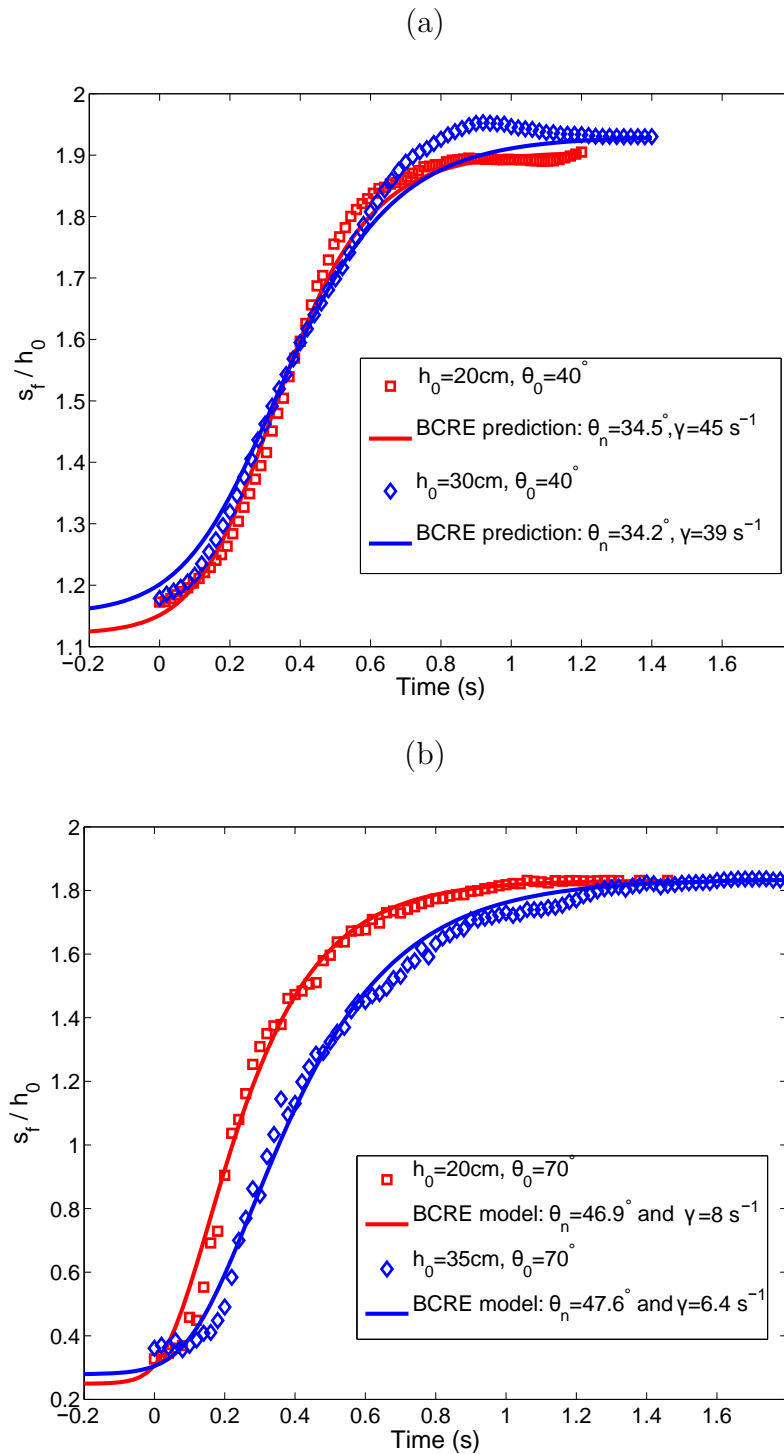 (a)
2
1.9
1.8
1.7
1.6
1.5
1.4
1.3
1.2
1.1
s_f / h_0
h_0=20cm, θ_0=40°
BCRE prediction: θ_n=34.5°, γ=45 s⁻¹
h_0=30cm, θ_0=40°
BCRE prediction: θ_n=34.2°, γ=39 s⁻¹
−0.2 0 0.2 0.4 0.6 0.8 1 1.2 1.4 1.6
Time (s)
(b)
2
1.8
1.6
1.4
1.2
1
0.8
0.6
0.4
0.2
s_f / h_0
h_0=20cm, θ_0=70°
BCRE model: θ_n=46.9° and γ=8 s⁻¹
h_0=35cm, θ_0=70°
BCRE model: θ_n=47.6° and γ=6.4 s⁻¹
−0.2 0 0.2 0.4 0.6 0.8 1 1.2 1.4 1.6
Time (s)